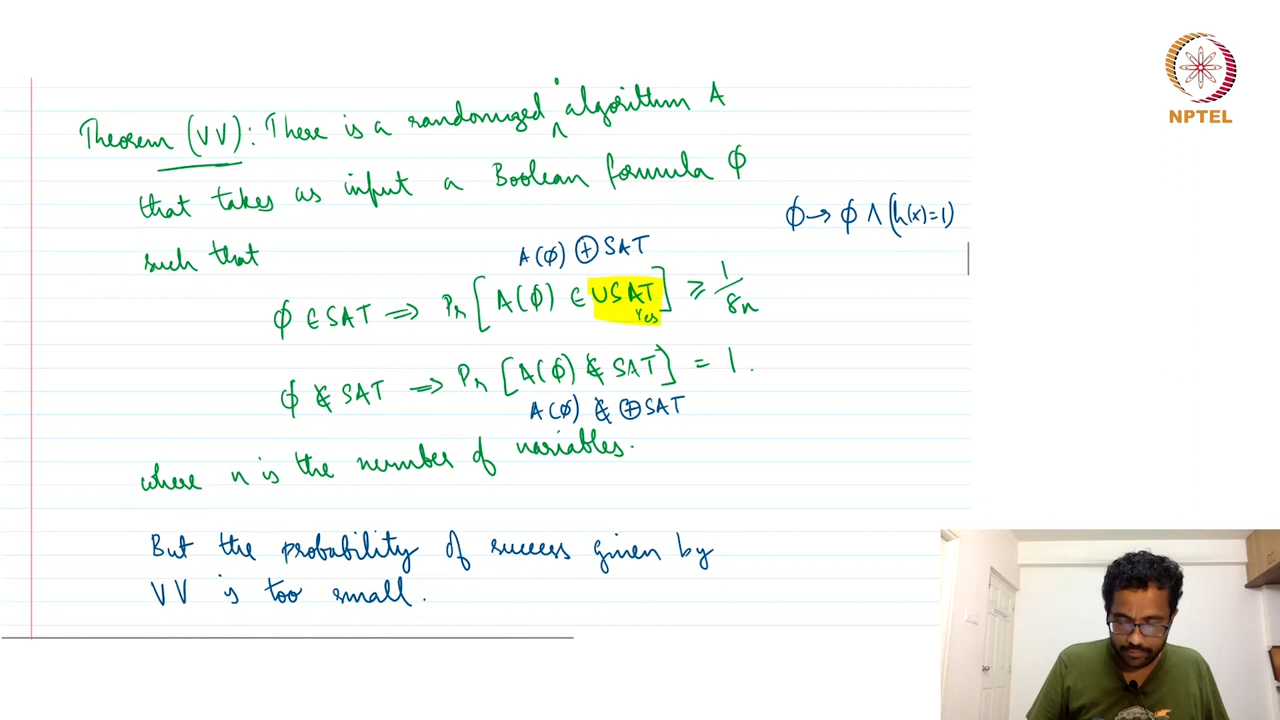 NPTEL
Theorem (VV): There is a randomized ^ algorithm A
that takes as input a Boolean formula ϕ
ϕ → ϕ ∧ (h(x)=1)
such that
A(ϕ) ⊕ SAT
ϕ ∈ SAT ⟹ Pr [A(ϕ) ∈ USAT Yes] ≥ 1/8n
ϕ ∉ SAT ⟹ Pr [A(ϕ) ∉ SAT] = 1.
A(ϕ) ∉ ⊕SAT
where n is the number of variables.
But the probability of success given by
VV is too small.